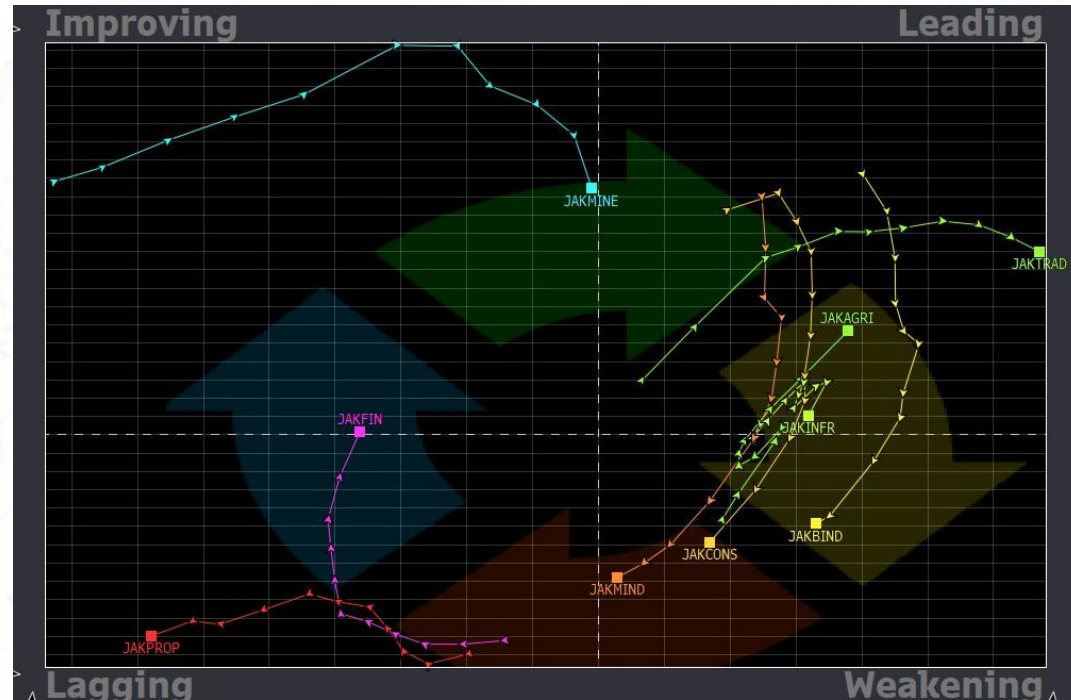 Improving
Leading
JAKMINE
JAKTRAD
JAKAGRI
JAKFIN
JAKINFR
JAKBIND
JAKCONS
JAKMIND
JAKPROP
Lagging
Weakening